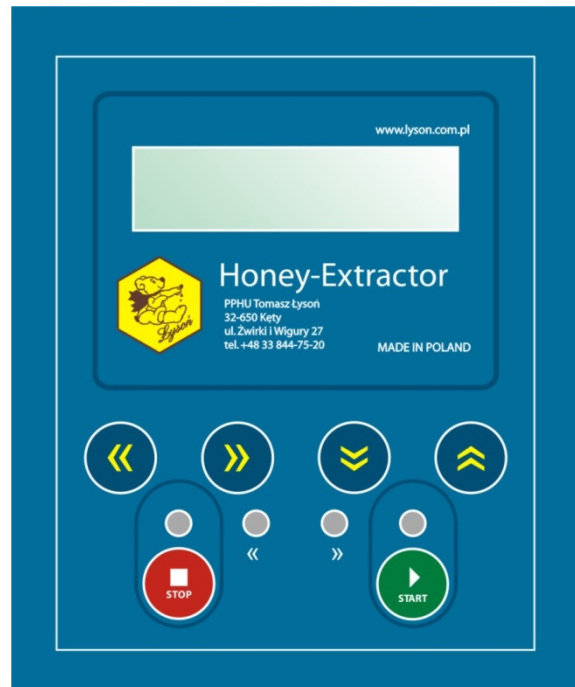 www.lyson.com.pl
Honey-Extractor
PPHU Tomasz Łysoń
32-650 Kęty
ul. Żwirki i Wigury 27
tel. +48 33 844-75-20
MADE IN POLAND
Łysoń
«
»
STOP
START